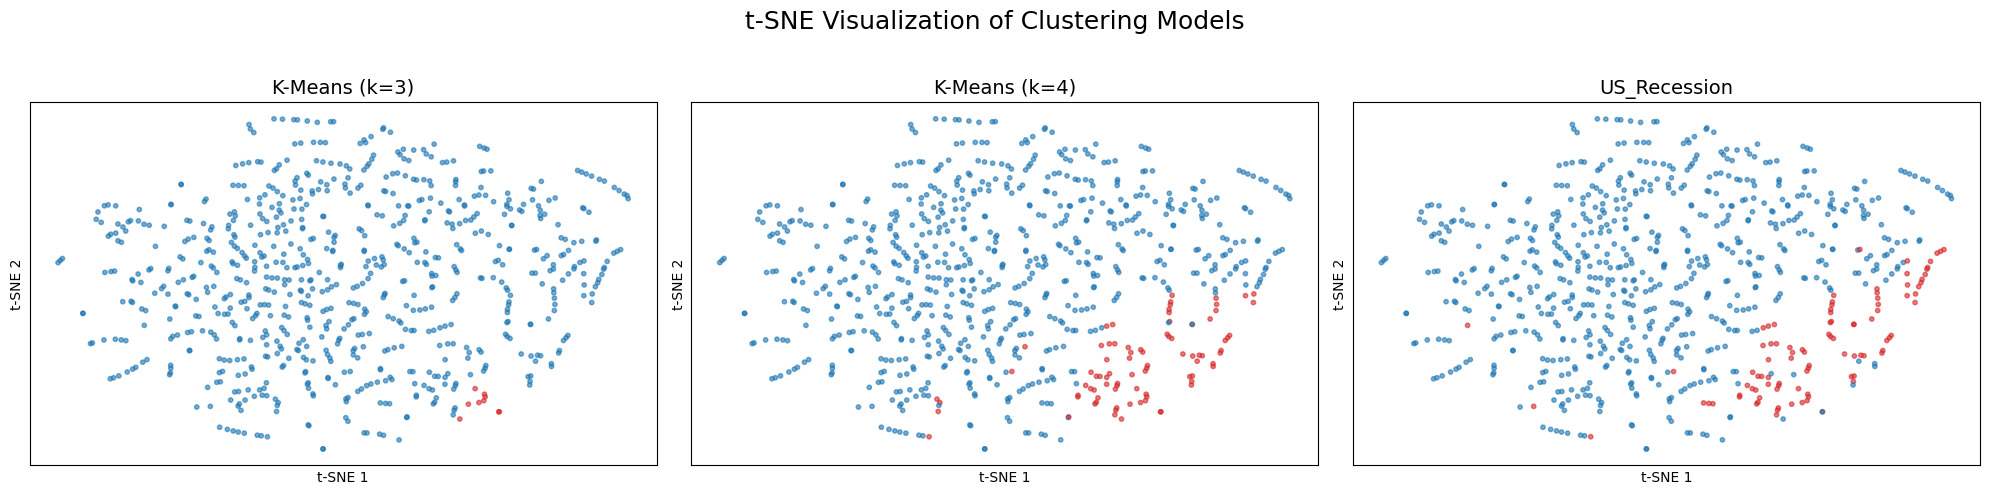 t-SNE Visualization of Clustering Models
K-Means (k=3)
K-Means (k=4)
US_Recession
t-SNE 2
t-SNE 2
t-SNE 2
t-SNE 1
t-SNE 1
t-SNE 1